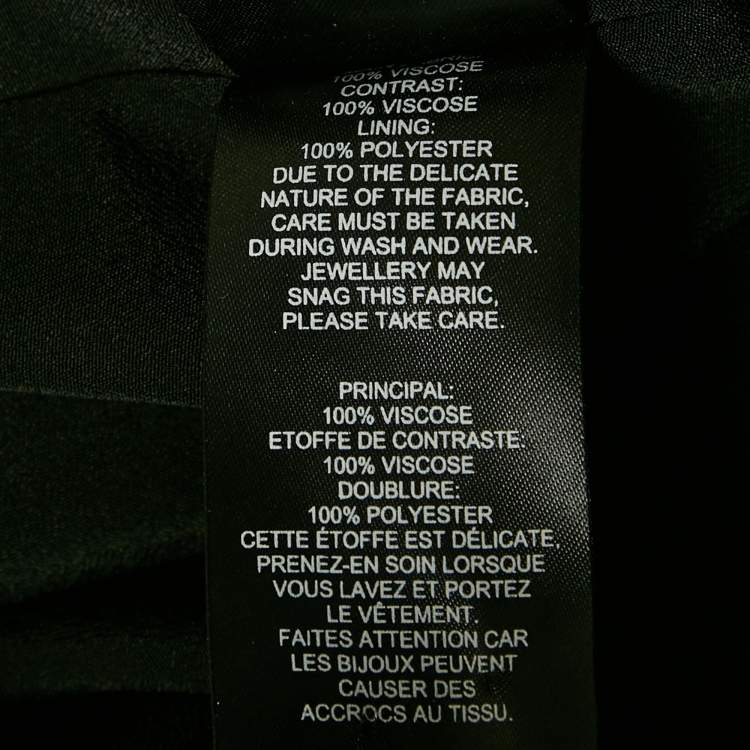 100% VISCOSE
CONTRAST:
100% VISCOSE
LINING:
100% POLYESTER
DUE TO THE DELICATE
NATURE OF THE FABRIC,
CARE MUST BE TAKEN
DURING WASH AND WEAR.
JEWELLERY MAY
SNAG THIS FABRIC,
PLEASE TAKE CARE.
PRINCIPAL:
100% VISCOSE
ETOFFE DE CONTRASTE:
100% VISCOSE
DOUBLURE:
100% POLYESTER
CETTE ÉTOFFE EST DÉLICATE,
PRENEZ-EN SOIN LORSQUE
VOUS LAVEZ ET PORTEZ
LE VÊTEMENT.
FAITES ATTENTION CAR
LES BIJOUX PEUVENT
CAUSER DES
ACCROCS AU TISSU.